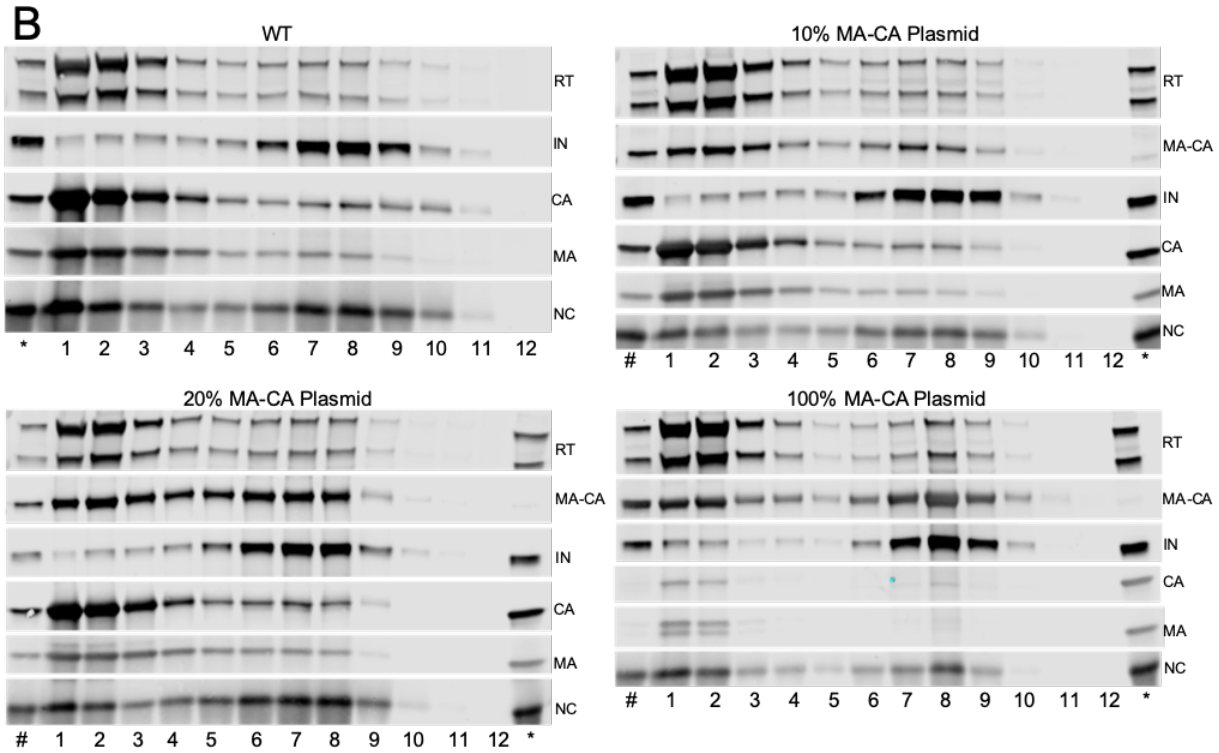 B
WT
RT
IN
CA
MA
NC
* 1 2 3 4 5 6 7 8 9 10 11 12
10% MA-CA Plasmid
RT
MA-CA
IN
CA
MA
NC
# 1 2 3 4 5 6 7 8 9 10 11 12 *
20% MA-CA Plasmid
RT
MA-CA
IN
CA
MA
NC
# 1 2 3 4 5 6 7 8 9 10 11 12 *
100% MA-CA Plasmid
RT
MA-CA
IN
CA
MA
NC
# 1 2 3 4 5 6 7 8 9 10 11 12 *